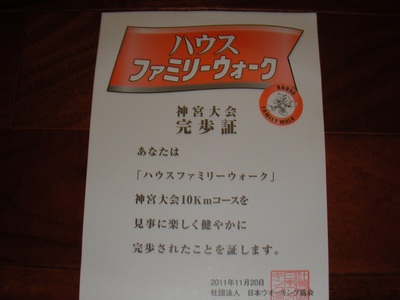 ハウス
ファミリーウォーク
HOUSE
FAMILY WALK
神宮大会
完歩証
あなたは
「ハウスファミリーウォーク」
神宮大会10Kmコースを
見事に楽しく健やかに
完歩されたことを証します。
2011年11月20日
社団法人 日本ウオーキング協会